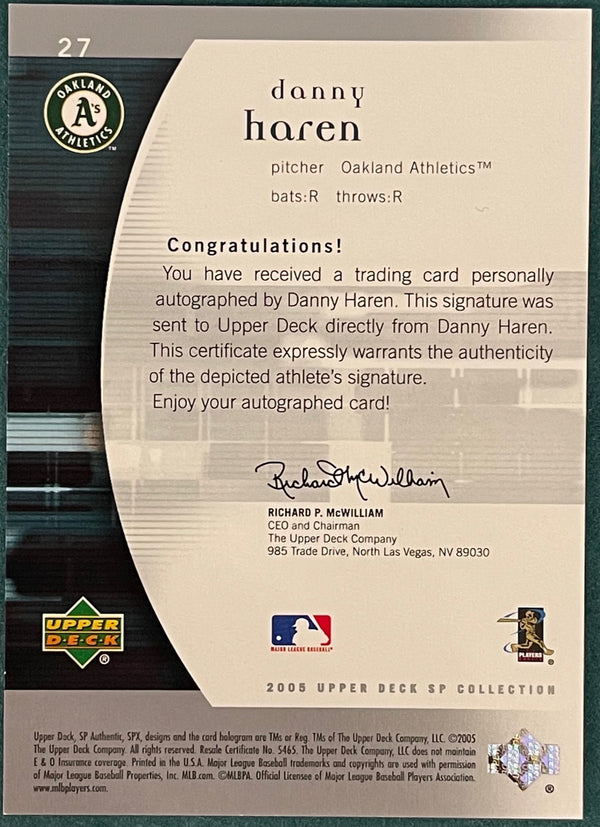 27
OAKLAND
A's
ATHLETICS
TM
danny
haren
pitcher Oakland Athletics™
bats:R throws:R
Congratulations!
You have received a trading card personally
autographed by Danny Haren. This signature was
sent to Upper Deck directly from Danny Haren.
This certificate expressly warrants the authenticity
of the depicted athlete's signature.
Enjoy your autographed card!
Richard McWilliam
RICHARD P. McWILLIAM
CEO and Chairman
The Upper Deck Company
985 Trade Drive, North Las Vegas, NV 89030
UPPER
D·E·C·K
®
MAJOR LEAGUE BASEBALL®
PLAYERS
®
2005 UPPER DECK SP COLLECTION
Upper Deck, SP Authentic, SPX, designs and the card hologram are TMs or Reg. TMs of The Upper Deck Company, LLC. ©2005
The Upper Deck Company. All rights reserved. Resale Certificate No. 5465. The Upper Deck Company, LLC does not maintain
E & O Insurance coverage. Printed in the U.S.A. Major League Baseball trademarks and copyrights are used with permission
of Major League Baseball Properties, Inc. MLB.com. ©MLBPA. Official Licensee of Major League Baseball Players Association.
www.mlbplayers.com.
®